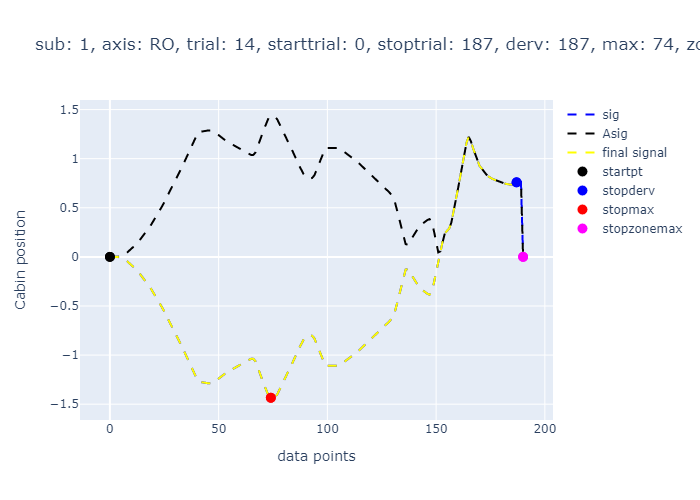 sub: 1, axis: RO, trial: 14, starttrial: 0, stoptrial: 187, derv: 187, max: 74,
1.5
1
0.5
0
−0.5
−1
−1.5
Cabin position
0
50
100
150
200
data points
sig
Asig
final signal
startpt
stopderv
stopmax
stopzonemax